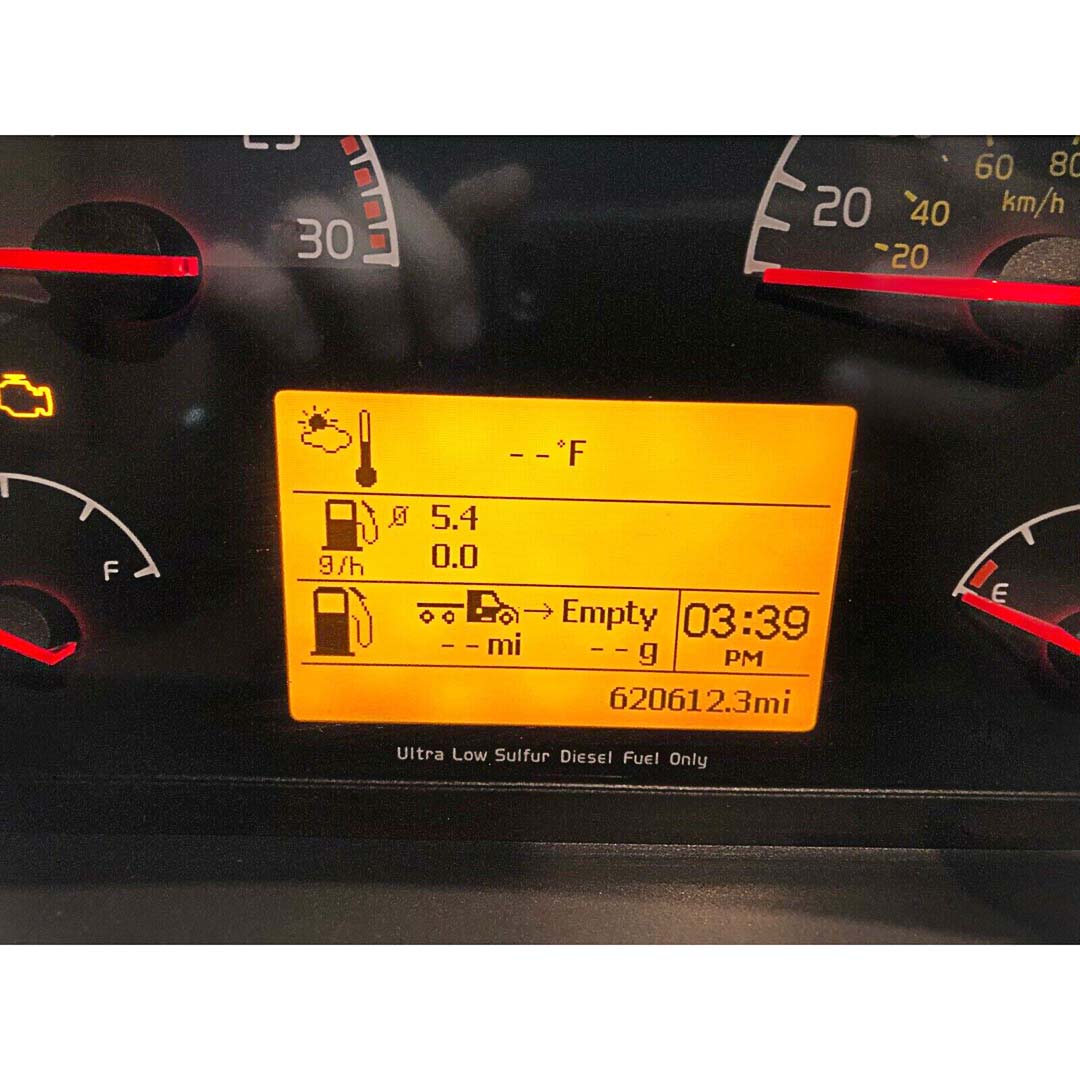 30
20
40
20
60
80
km/h
--°F
ø 5.4
0.0
g/h
→ Empty
--mi --g
03:39
PM
620612.3mi
F
E
Ultra Low Sulfur Diesel Fuel Only